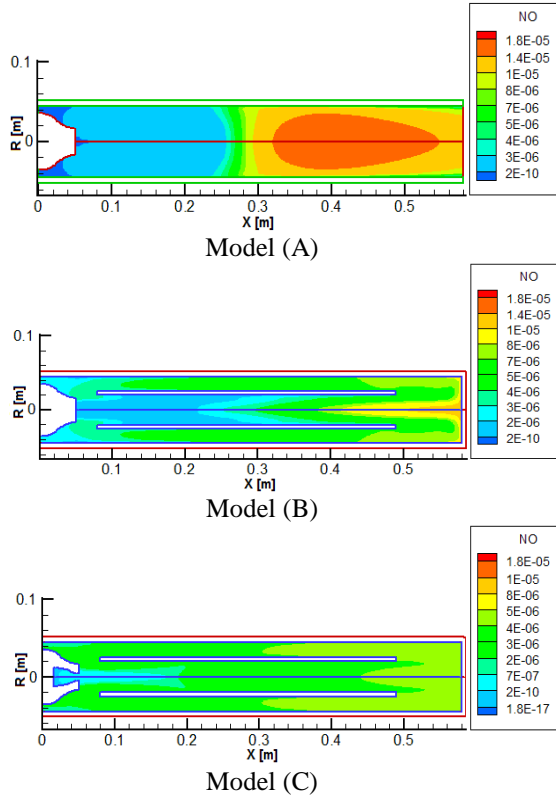 NO
1.8E-05
1.4E-05
1E-05
8E-06
7E-06
5E-06
4E-06
3E-06
2E-10
0.1
0
R [m]
0 0.1 0.2 0.3 0.4 0.5
X [m]
Model (A)
NO
1.8E-05
1.4E-05
1E-05
8E-06
7E-06
5E-06
4E-06
3E-06
2E-06
2E-10
0.1
0
R [m]
0.1 0.2 0.3 0.4 0.5
X [m]
Model (B)
NO
1.8E-05
1E-05
8E-06
5E-06
4E-06
3E-06
2E-06
7E-07
2E-10
1.8E-17
0.1
0
R [m]
0 0.1 0.2 0.3 0.4 0.5
X [m]
Model (C)